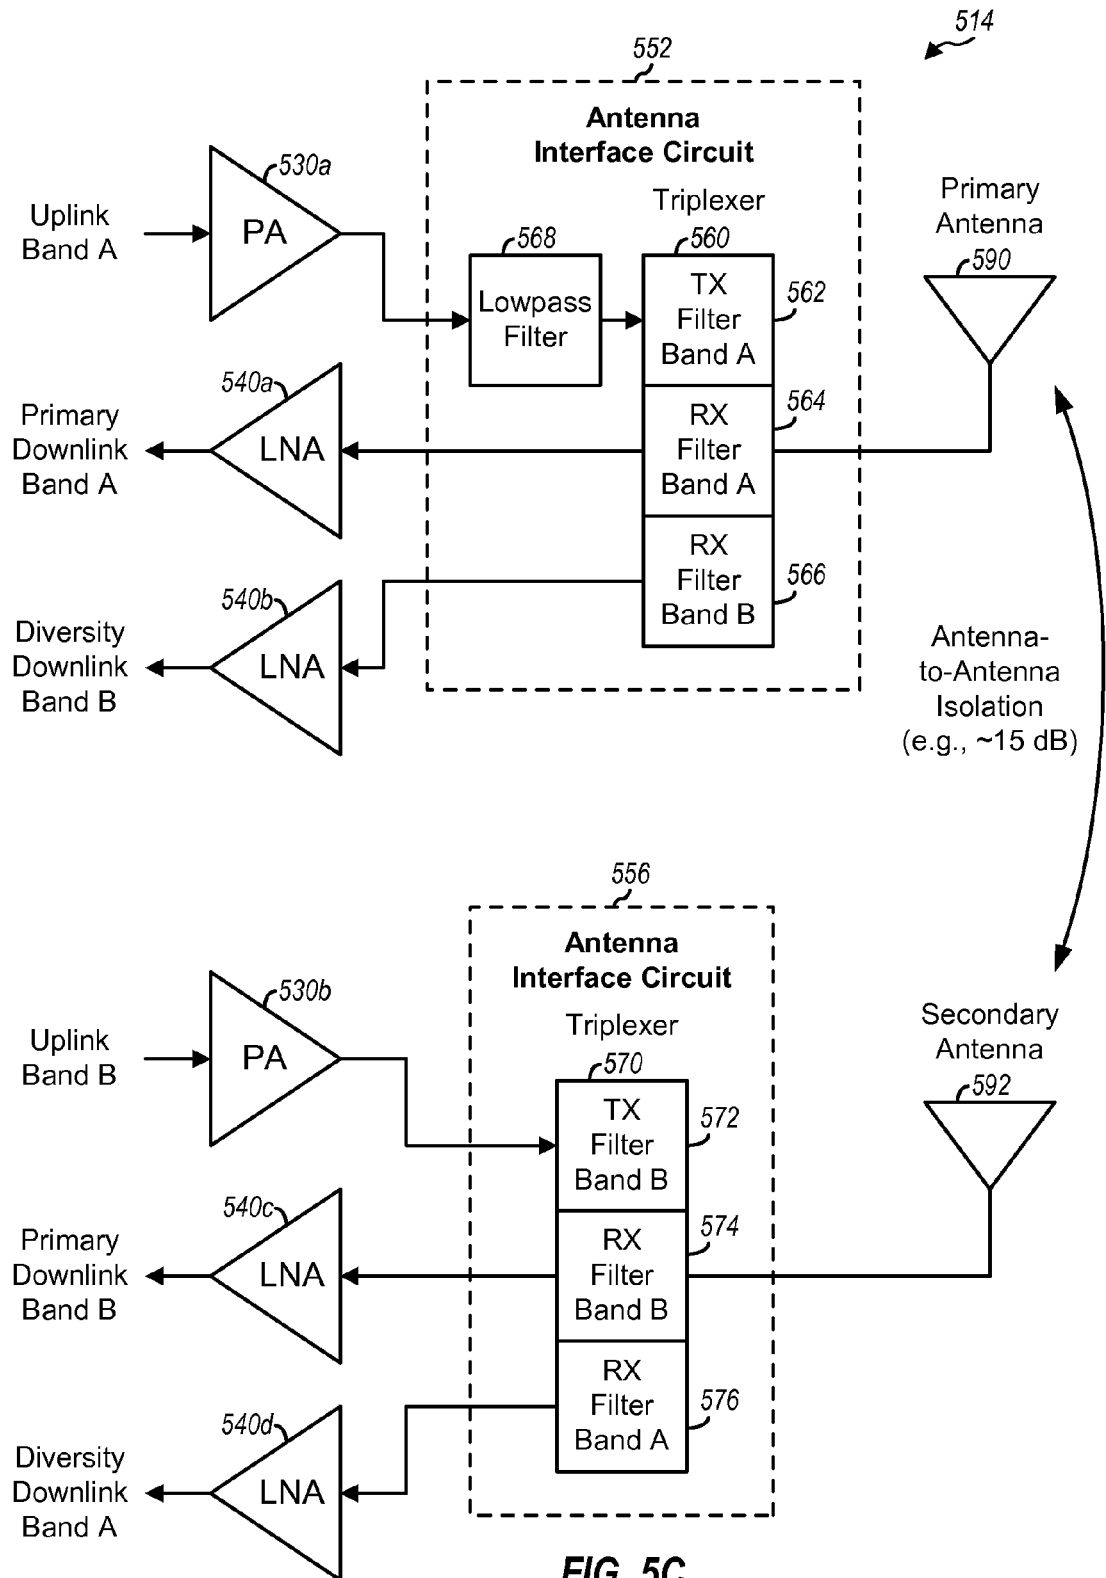 514
552
Antenna
Interface Circuit
530a
Uplink
Band A
PA
568
Lowpass
Filter
Triplexer
560
TX
Filter
Band A
562
Primary
Antenna
590
540a
Primary
Downlink
Band A
LNA
RX
Filter
Band A
564
540b
Diversity
Downlink
Band B
LNA
RX
Filter
Band B
566
Antenna-
to-Antenna
Isolation
(e.g., ~15 dB)
556
Antenna
Interface Circuit
530b
Uplink
Band B
PA
Triplexer
570
TX
Filter
Band B
572
Secondary
Antenna
592
540c
Primary
Downlink
Band B
LNA
RX
Filter
Band B
574
540d
Diversity
Downlink
Band A
LNA
RX
Filter
Band A
576
FIG. 5C